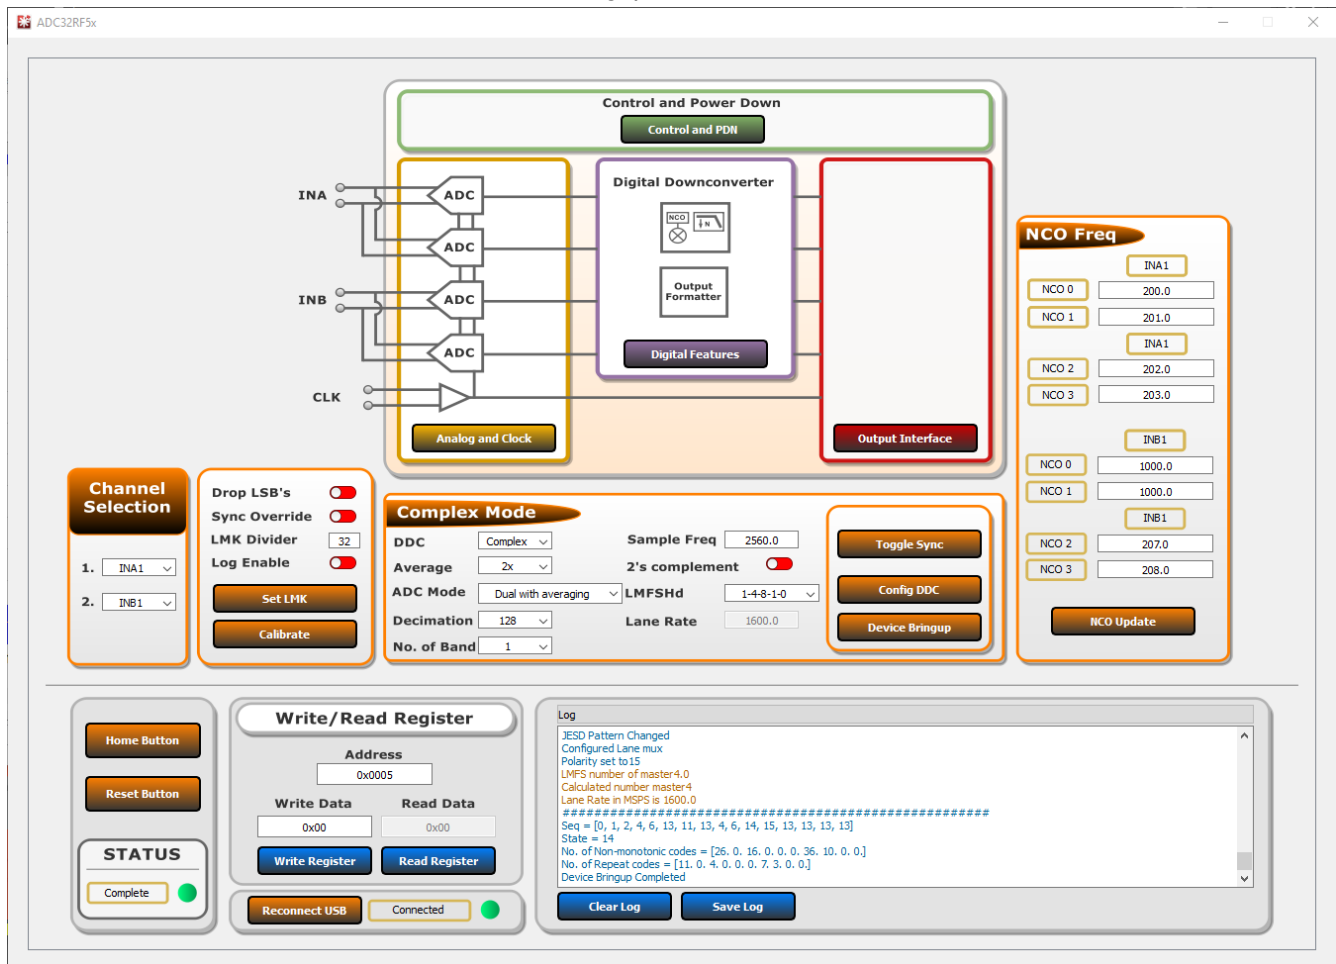 ADC32RF5x
Control and Power Down
Control and PDN
INA
ADC
ADC
INB
ADC
ADC
CLK
Analog and Clock
Digital Downconverter
NCO
↓N
Output
Formatter
Digital Features
Output Interface
NCO Freq
INA1
NCO 0 200.0
NCO 1 201.0
INA1
NCO 2 202.0
NCO 3 203.0
INB1
NCO 0 1000.0
NCO 1 1000.0
INB1
NCO 2 207.0
NCO 3 208.0
NCO Update
Channel
Selection
1. INA1
2. INB1
Drop LSB's
Sync Override
LMK Divider 32
Log Enable
Set LMK
Calibrate
Complex Mode
DDC Complex
Average 2x
ADC Mode Dual with averaging
Decimation 128
No. of Band 1
Sample Freq 2560.0
2's complement
LMFSHd 1-4-8-1-0
Lane Rate 1600.0
Toggle Sync
Config DDC
Device Bringup
Home Button
Reset Button
STATUS
Complete
Write/Read Register
Address
0x0005
Write Data Read Data
0x00 0x00
Write Register Read Register
Reconnect USB Connected
Log
JESD Pattern Changed
Configured Lane mux
Polarity set to15
LMFS number of master4.0
Calculated number master4
Lane Rate in MSPS is 1600.0
######################################################
Seq = [0, 1, 2, 4, 6, 13, 11, 13, 4, 6, 14, 15, 13, 13, 13, 13]
State = 14
No. of Non-monotonic codes = [26. 0. 16. 0. 0. 0. 36. 10. 0. 0.]
No. of Repeat codes = [11. 0. 4. 0. 0. 0. 7. 3. 0. 0.]
Device Bringup Completed
Clear Log Save Log